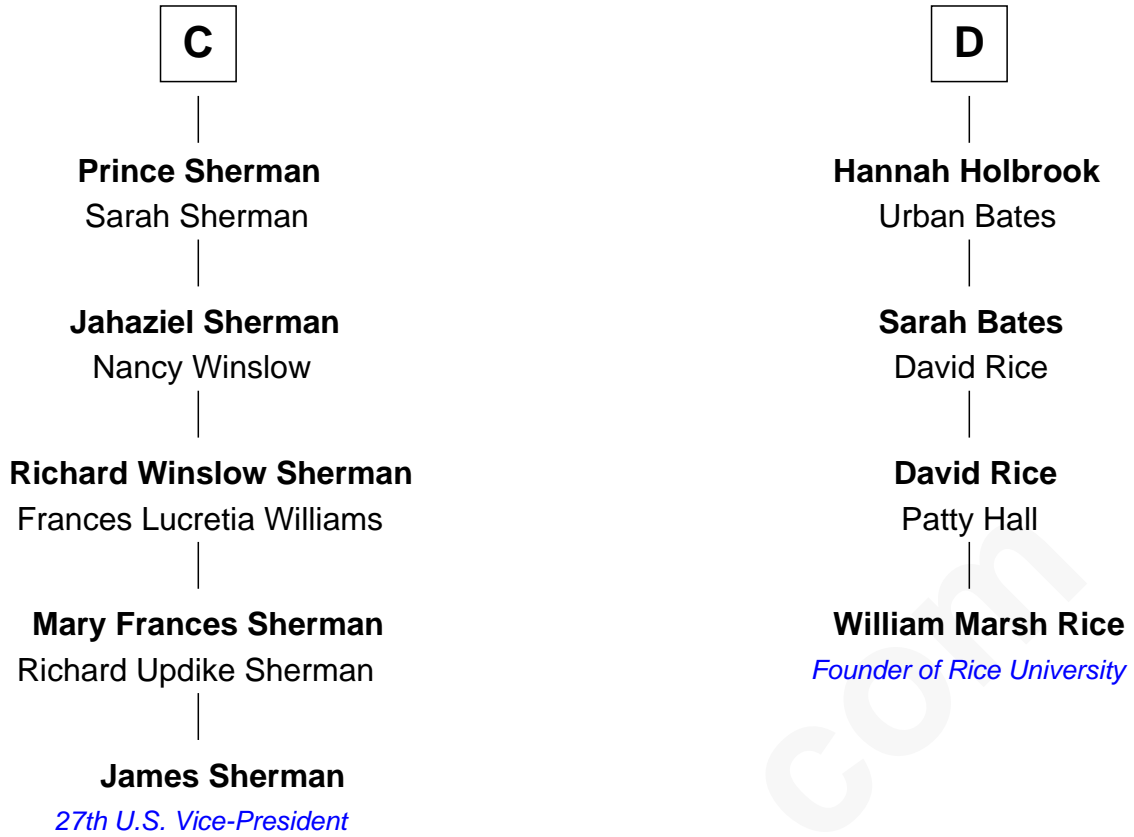 C
Prince Sherman
Sarah Sherman
Jahaziel Sherman
Nancy Winslow
Richard Winslow Sherman
Frances Lucretia Williams
Mary Frances Sherman
Richard Updike Sherman
James Sherman
27th U.S. Vice-President
D
Hannah Holbrook
Urban Bates
Sarah Bates
David Rice
David Rice
Patty Hall
William Marsh Rice
Founder of Rice University
com